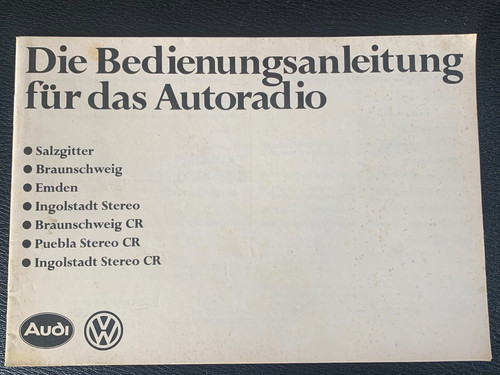 Die Bedienungsanleitung
für das Autoradio
● Salzgitter
● Braunschweig
● Emden
● Ingolstadt Stereo
● Braunschweig CR
● Puebla Stereo CR
● Ingolstadt Stereo CR
Audi VW